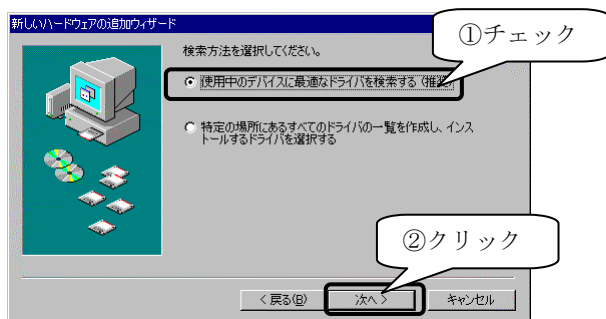 新しいハードウェアの追加ウィザード
①チェック
検索方法を選択してください。
使用中のデバイスに最適なドライバを検索する (推奨)
特定の場所にあるすべてのドライバの一覧を作成し、インス
トールするドライバを選択する
②クリック
< 戻る(B)
次へ >
キャンセル